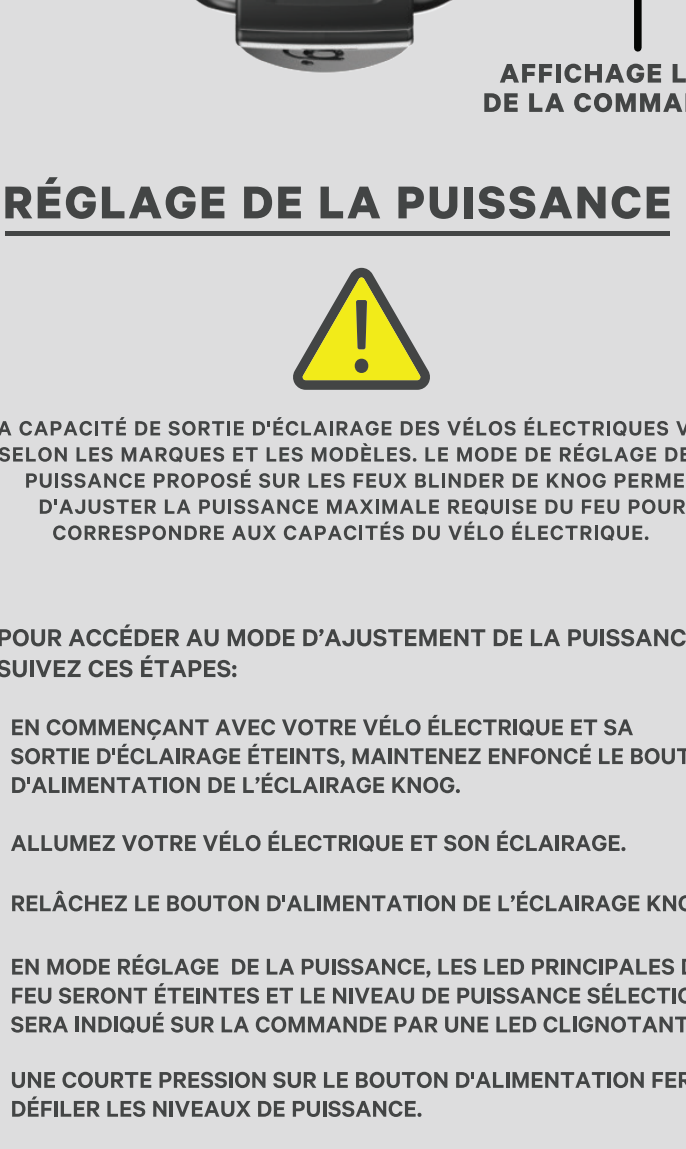 AFFICHAGE L
DE LA COMMA
RÉGLAGE DE LA PUISSANCE
A CAPACITÉ DE SORTIE D'ÉCLAIRAGE DES VÉLOS ÉLECTRIQUES V
SELON LES MARQUES ET LES MODÈLES. LE MODE DE RÉGLAGE DE
PUISSANCE PROPOSÉ SUR LES FEUX BLINDER DE KNOG PERME
D'AJUSTER LA PUISSANCE MAXIMALE REQUISE DU FEU POUR
CORRESPONDRE AUX CAPACITÉS DU VÉLO ÉLECTRIQUE.
POUR ACCÉDER AU MODE D’AJUSTEMENT DE LA PUISSANC
SUIVEZ CES ÉTAPES:
EN COMMENÇANT AVEC VOTRE VÉLO ÉLECTRIQUE ET SA
SORTIE D'ÉCLAIRAGE ÉTEINTS, MAINTENEZ ENFONCÉ LE BOUT
D'ALIMENTATION DE L’ÉCLAIRAGE KNOG.
ALLUMEZ VOTRE VÉLO ÉLECTRIQUE ET SON ÉCLAIRAGE.
RELÂCHEZ LE BOUTON D'ALIMENTATION DE L’ÉCLAIRAGE KNO
EN MODE RÉGLAGE  DE LA PUISSANCE, LES LED PRINCIPALES D
FEU SERONT ÉTEINTES ET LE NIVEAU DE PUISSANCE SÉLECTIO
SERA INDIQUÉ SUR LA COMMANDE PAR UNE LED CLIGNOTANT
UNE COURTE PRESSION SUR LE BOUTON D'ALIMENTATION FER
DÉFILER LES NIVEAUX DE PUISSANCE.